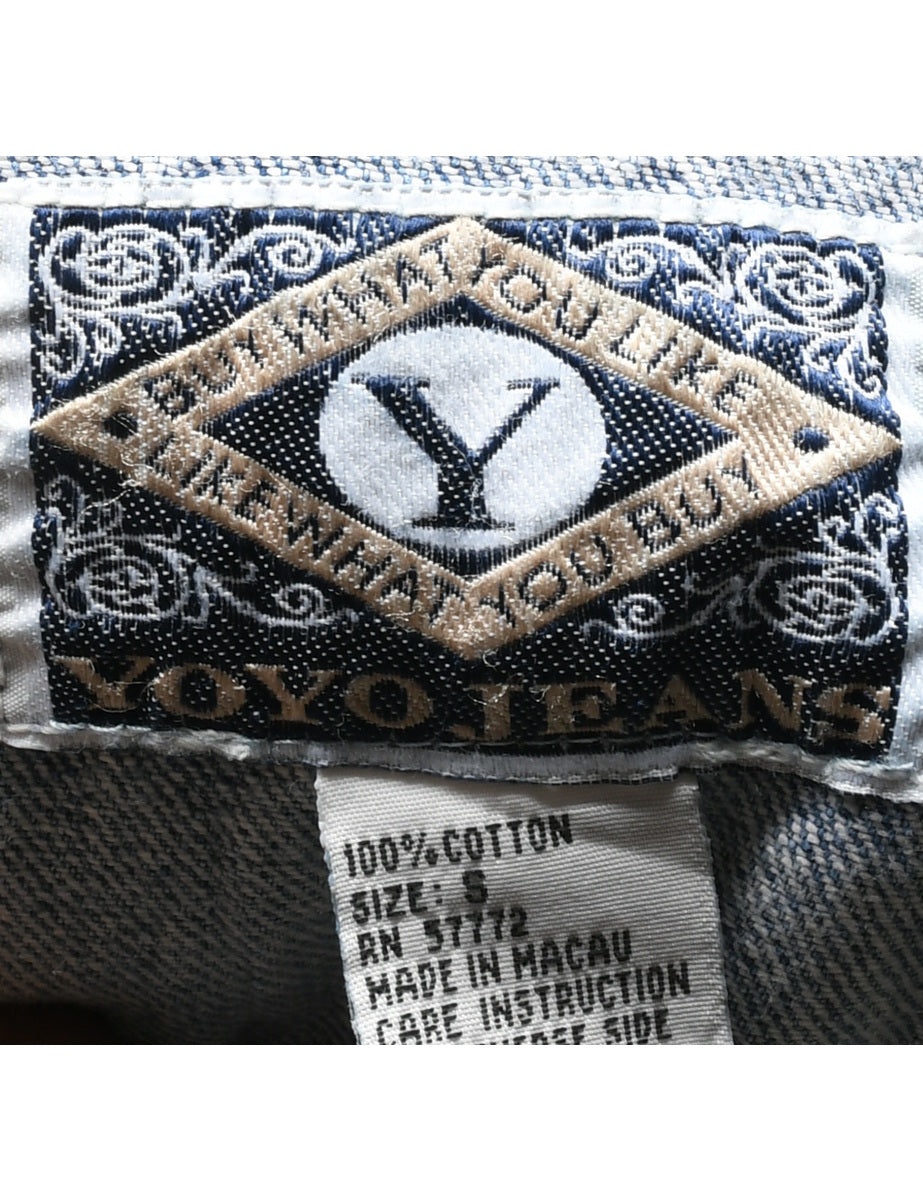 BUY WHAT YOU LIKE
Y
LIKE WHAT YOU BUY
YOYO JEANS
100% COTTON
SIZE: S
RN 57772
MADE IN MACAU
CARE INSTRUCTION
SIDE